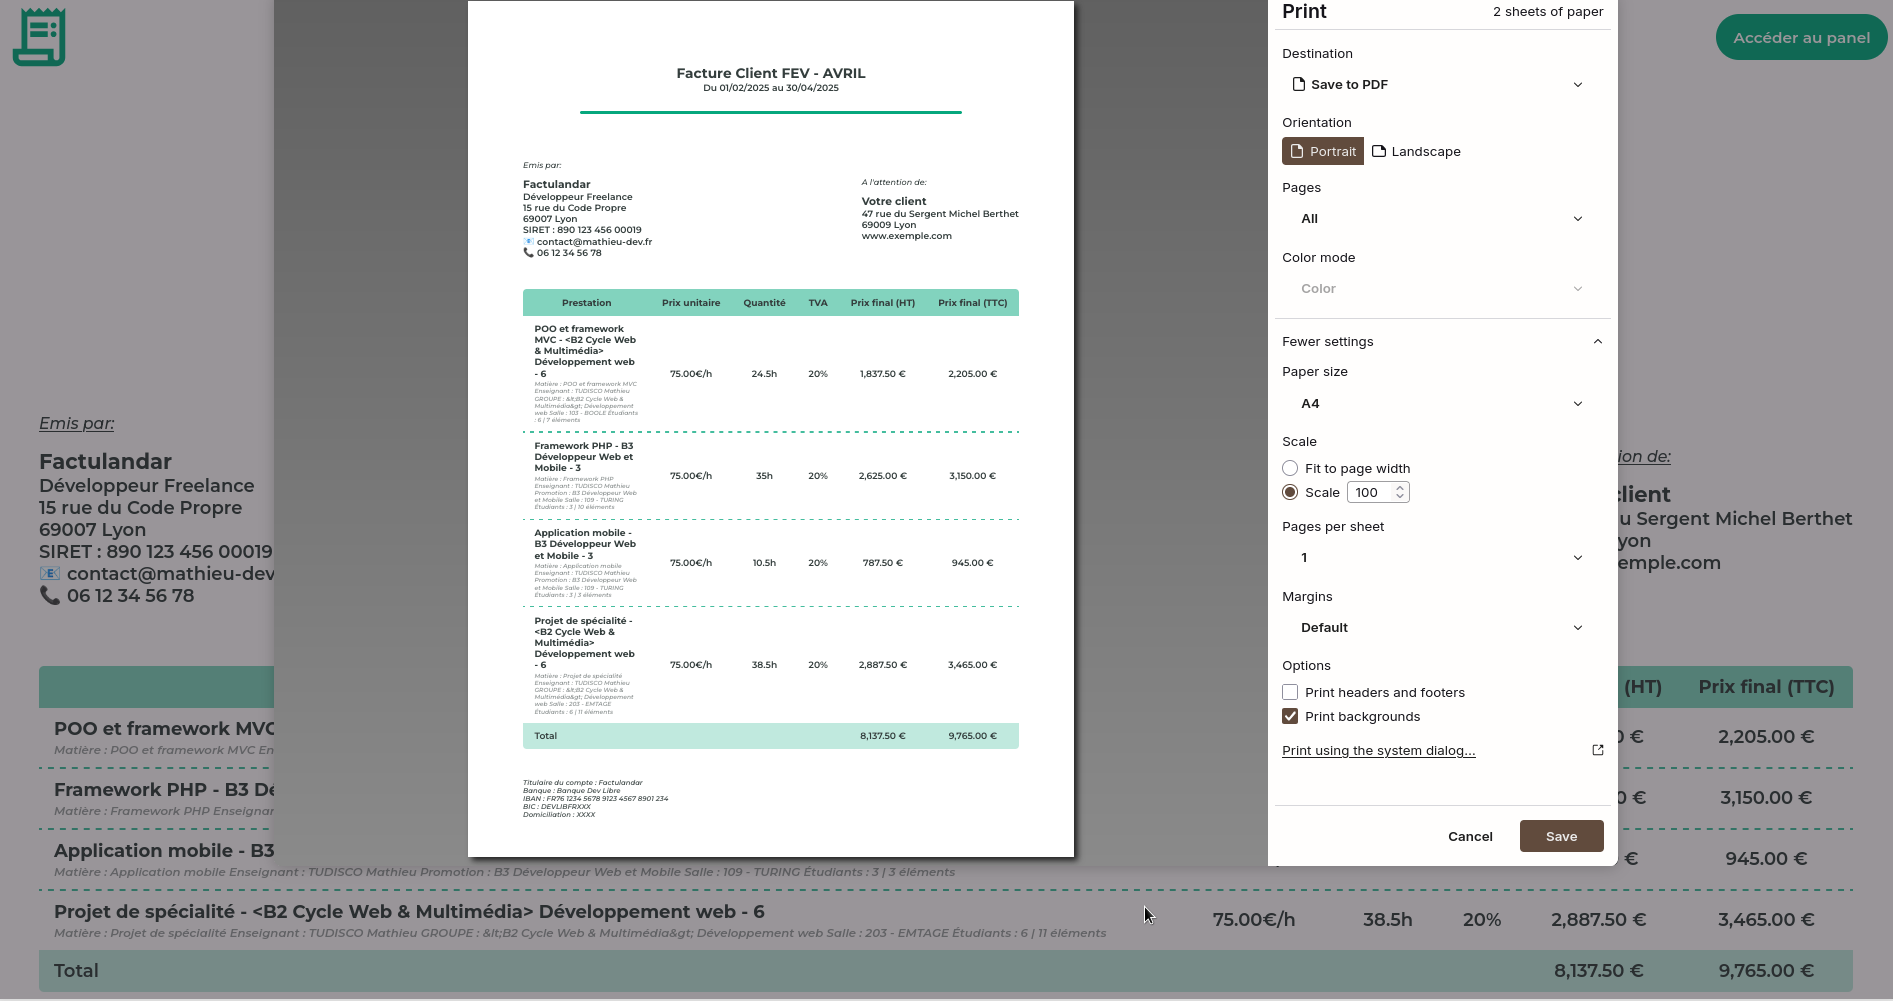 Accéder au panel
Emis par:
Factulandar
Développeur Freelance
15 rue du Code Propre
69007 Lyon
SIRET : 890 123 456 00019
📧 contact@mathieu-dev
📞 06 12 34 56 78
ion de:
client
u Sergent Michel Berthet
yon
emple.com
(HT) Prix final (TTC)
POO et framework MVC
0 € 2,205.00 €
Matière : POO et framework MVC En
Framework PHP - B3 Dé
0 € 3,150.00 €
Matière : Framework PHP Enseignar
Application mobile - B3
€ 945.00 €
Matière : Application mobile Enseignant : TUDISCO Mathieu Promotion : B3 Développeur Web et Mobile Salle : 109 - TURING Étudiants : 3 | 3 éléments
Projet de spécialité - <B2 Cycle Web & Multimédia> Développement web - 6
75.00€/h 38.5h 20% 2,887.50 € 3,465.00 €
Matière : Projet de spécialité Enseignant : TUDISCO Mathieu GROUPE : &lt;B2 Cycle Web & Multimédia&gt; Développement web Salle : 203 - EMTAGE Étudiants : 6 | 11 éléments
Total 8,137.50 € 9,765.00 €
Facture Client FEV - AVRIL
Du 01/02/2025 au 30/04/2025
Emis par:
Factulandar
Développeur Freelance
15 rue du Code Propre
69007 Lyon
SIRET : 890 123 456 00019
📧 contact@mathieu-dev.fr
📞 06 12 34 56 78
A l'attention de:
Votre client
47 rue du Sergent Michel Berthet
69009 Lyon
www.exemple.com
Prestation Prix unitaire Quantité TVA Prix final (HT) Prix final (TTC)
POO et framework
MVC - <B2 Cycle Web
& Multimédia>
Développement web
- 6
Matière : POO et framework MVC
Enseignant : TUDISCO Mathieu
GROUPE : &lt;B2 Cycle Web &
Multimédia&gt; Développement
web Salle : 103 - BOOLE Étudiants
: 6 | 7 éléments
75.00€/h 24.5h 20% 1,837.50 € 2,205.00 €
Framework PHP - B3
Développeur Web et
Mobile - 3
Matière : Framework PHP
Enseignant : TUDISCO Mathieu
Promotion : B3 Développeur Web
et Mobile Salle : 109 - TURING
Étudiants : 3 | 10 éléments
75.00€/h 35h 20% 2,625.00 € 3,150.00 €
Application mobile -
B3 Développeur Web
et Mobile - 3
Matière : Application mobile
Enseignant : TUDISCO Mathieu
Promotion : B3 Développeur Web
et Mobile Salle : 109 - TURING
Étudiants : 3 | 3 éléments
75.00€/h 10.5h 20% 787.50 € 945.00 €
Projet de spécialité -
<B2 Cycle Web &
Multimédia>
Développement web
- 6
Matière : Projet de spécialité
Enseignant : TUDISCO Mathieu
GROUPE : &lt;B2 Cycle Web &
Multimédia&gt; Développement
web Salle : 203 - EMTAGE
Étudiants : 6 | 11 éléments
75.00€/h 38.5h 20% 2,887.50 € 3,465.00 €
Total 8,137.50 € 9,765.00 €
Titulaire du compte : Factulandar
Banque : Banque Dev Libre
IBAN : FR76 1234 5678 9123 4567 8901 234
BIC : DEVLIBFRXXX
Domiciliation : XXXX
Print 2 sheets of paper
Destination
Save to PDF
Orientation
Portrait Landscape
Pages
All
Color mode
Color
Fewer settings
Paper size
A4
Scale
Fit to page width
Scale 100
Pages per sheet
1
Margins
Default
Options
Print headers and footers
Print backgrounds
Print using the system dialog...
Cancel Save